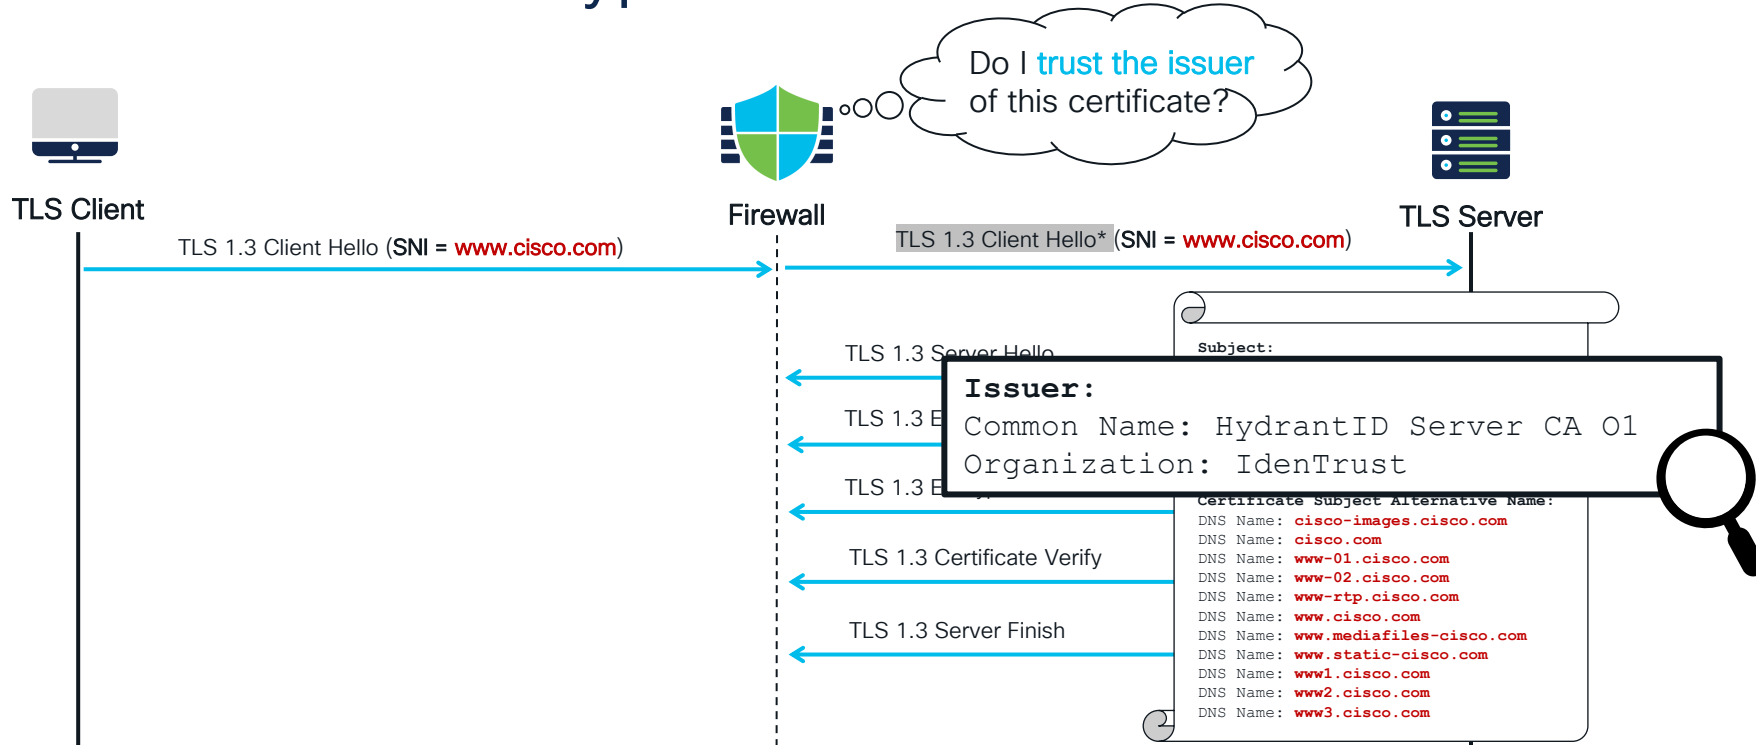 Do I trust the issuer
of this certificate?
TLS Client
Firewall
TLS Server
TLS 1.3 Client Hello (SNI = www.cisco.com)
TLS 1.3 Client Hello* (SNI = www.cisco.com)
Subject:
TLS 1.3 Server Hello
Issuer:
Common Name: HydrantID Server CA O1
Organization: IdenTrust
TLS 1.3
TLS 1.3
Certificate Subject Alternative Name:
DNS Name: cisco-images.cisco.com
DNS Name: cisco.com
DNS Name: www-01.cisco.com
DNS Name: www-02.cisco.com
DNS Name: www-rtp.cisco.com
DNS Name: www.cisco.com
DNS Name: www.mediafiles-cisco.com
DNS Name: www.static-cisco.com
DNS Name: www1.cisco.com
DNS Name: www2.cisco.com
DNS Name: www3.cisco.com
TLS 1.3 Certificate Verify
TLS 1.3 Server Finish